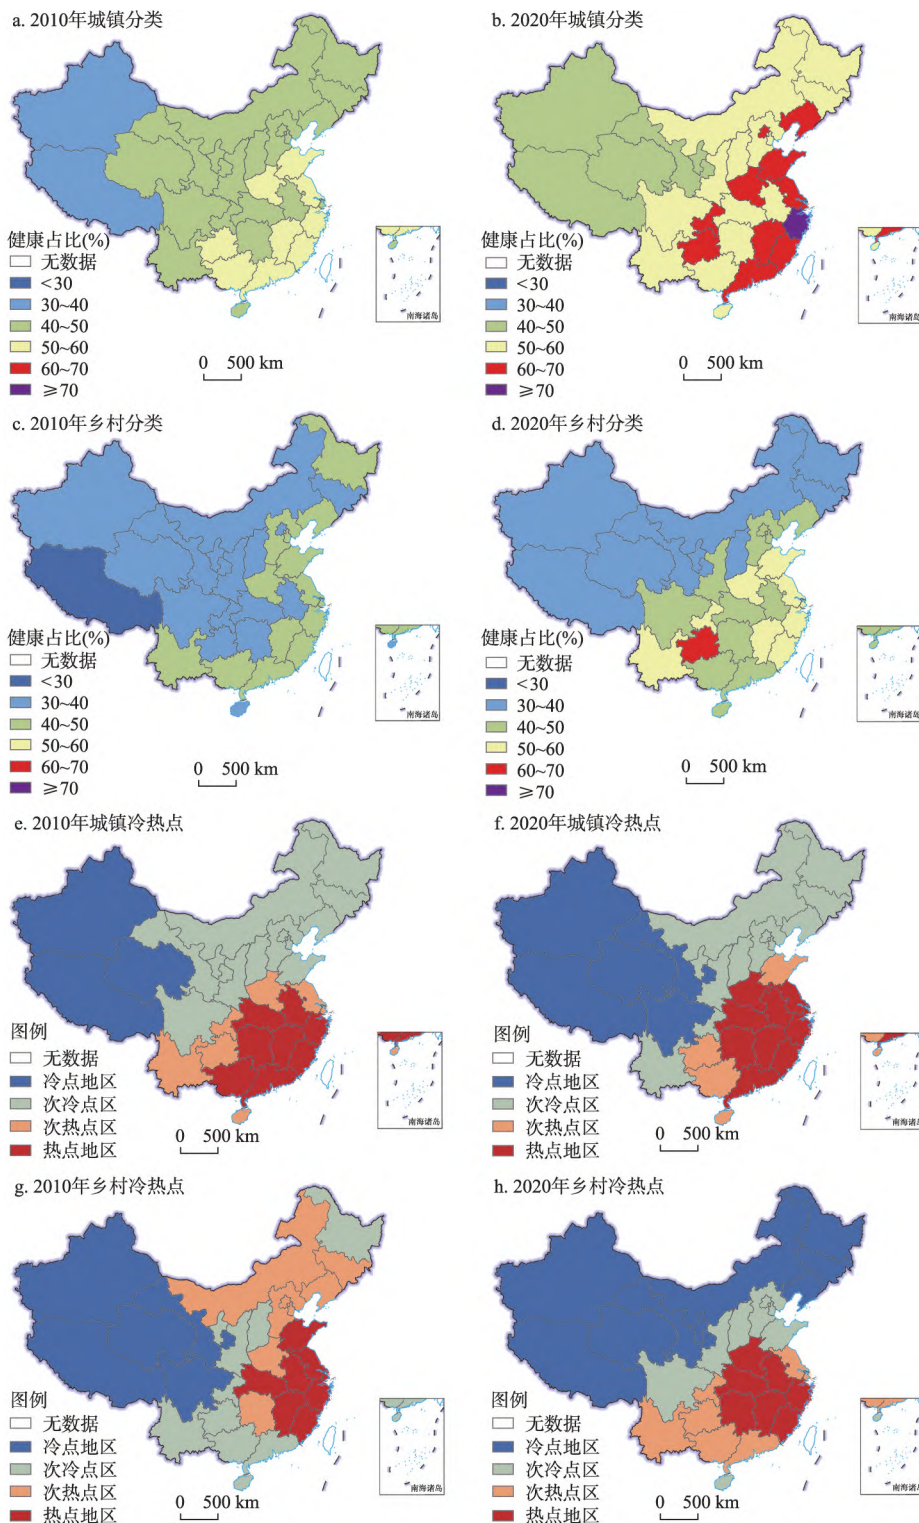 a. 2010年城镇分类
健康占比(%)
无数据
<30
30~40
40~50
50~60
60~70
≥70
0 500 km
南海诸岛
b. 2020年城镇分类
健康占比(%)
无数据
<30
30~40
40~50
50~60
60~70
≥70
0 500 km
南海诸岛
c. 2010年乡村分类
健康占比(%)
无数据
<30
30~40
40~50
50~60
60~70
≥70
0 500 km
南海诸岛
d. 2020年乡村分类
健康占比(%)
无数据
<30
30~40
40~50
50~60
60~70
≥70
0 500 km
南海诸岛
e. 2010年城镇冷热点
图例
无数据
冷点地区
次冷点区
次热点区
热点地区
0 500 km
南海诸岛
f. 2020年城镇冷热点
图例
无数据
冷点地区
次冷点区
次热点区
热点地区
0 500 km
南海诸岛
g. 2010年乡村冷热点
图例
无数据
冷点地区
次冷点区
次热点区
热点地区
0 500 km
南海诸岛
h. 2020年乡村冷热点
图例
无数据
冷点地区
次冷点区
次热点区
热点地区
0 500 km
南海诸岛